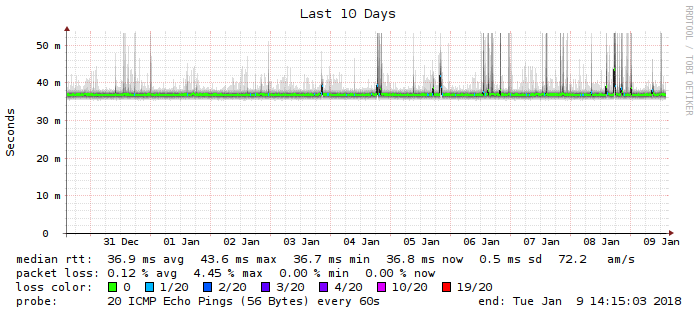 Last 10 Days
RRDTOOL / TOBI OETIKER
Seconds
50 m
40 m
30 m
20 m
10 m
0
31 Dec 01 Jan 02 Jan 03 Jan 04 Jan 05 Jan 06 Jan 07 Jan 08 Jan 09 Jan
median rtt: 36.9 ms avg 43.6 ms max 36.7 ms min 36.8 ms now 0.5 ms sd 72.2 am/s
packet loss: 0.12 % avg 4.45 % max 0.00 % min 0.00 % now
loss color: 0 1/20 2/20 3/20 4/20 10/20 19/20
probe: 20 ICMP Echo Pings (56 Bytes) every 60s end: Tue Jan 9 14:15:03 2018